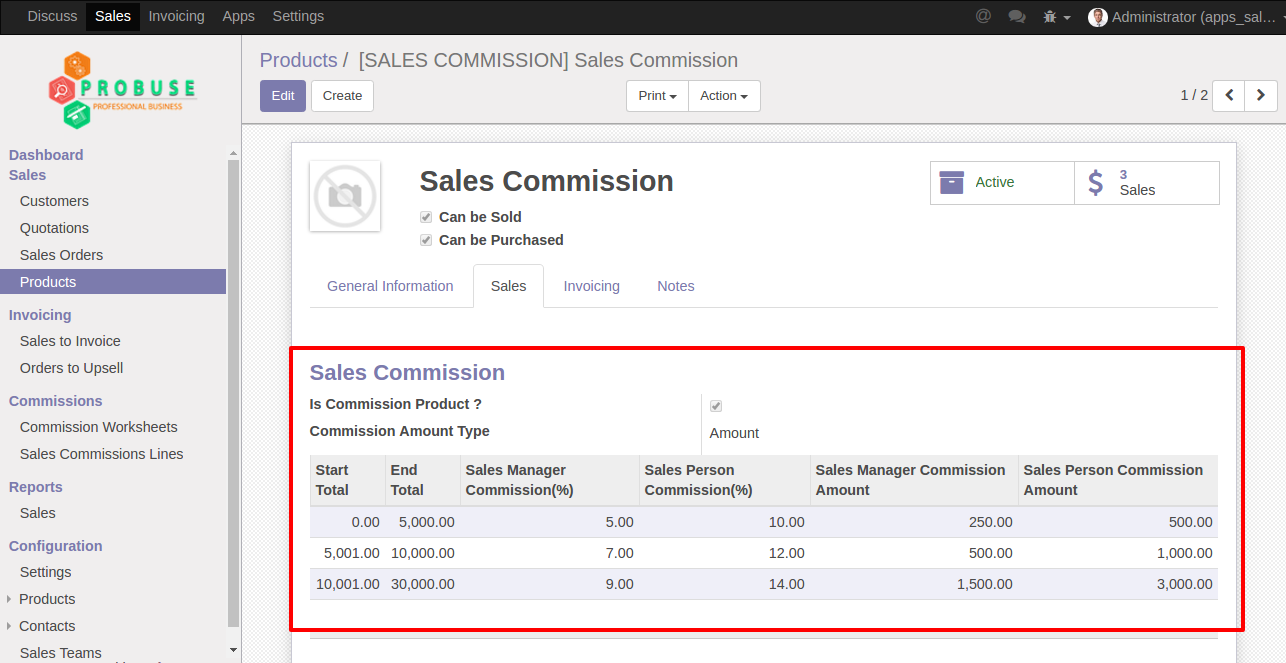 Discuss Sales Invoicing Apps Settings @ Administrator (apps_sal...
PROBUSE
PROFESSIONAL BUSINESS
Products / [SALES COMMISSION] Sales Commission
Edit Create Print Action 1 / 2
Dashboard
Sales
Customers
Quotations
Sales Orders
Products
Invoicing
Sales to Invoice
Orders to Upsell
Commissions
Commission Worksheets
Sales Commissions Lines
Reports
Sales
Configuration
Settings
Products
Contacts
Sales Teams
Sales Commission
Can be Sold
Can be Purchased
Active
$ 3
Sales
General Information Sales Invoicing Notes
Sales Commission
Is Commission Product ?
Commission Amount Type Amount
Start Total End Total Sales Manager Commission(%) Sales Person Commission(%) Sales Manager Commission Amount Sales Person Commission Amount
0.00 5,000.00 5.00 10.00 250.00 500.00
5,001.00 10,000.00 7.00 12.00 500.00 1,000.00
10,001.00 30,000.00 9.00 14.00 1,500.00 3,000.00